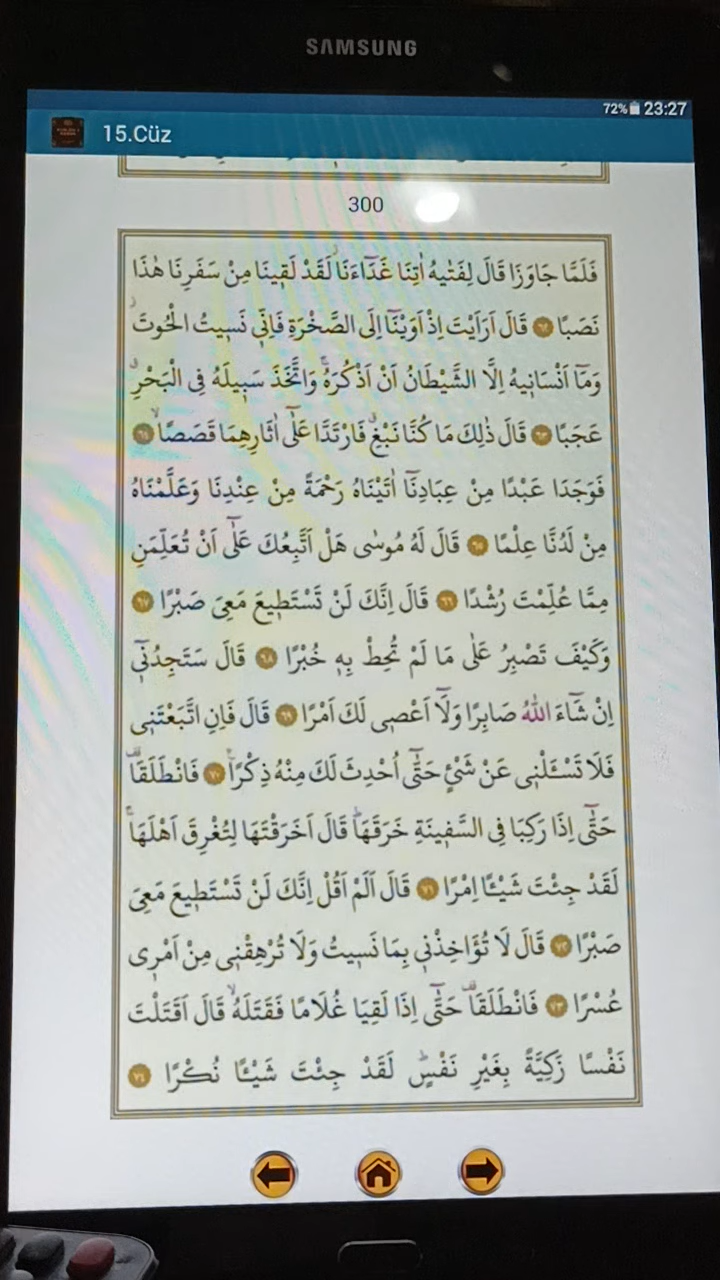 SAMSUNG
72% 23:27
15.Cüz
300
فَلَمَّا جَاوَزَا قَالَ لِفَتٰيهُ اٰتِنَا غَدَٓاءَنَاۘ لَقَدْ لَقٖينَا مِنْ سَفَرِنَا هٰذَا
نَصَبًا ﴿٦٢﴾ قَالَ اَرَاَيْتَ اِذْ اَوَيْنَٓا اِلَى الصَّخْرَةِ فَاِنّٖي نَسٖيتُ الْحُوتَۘ
وَمَٓا اَنْسَانٖيهُ اِلَّا الشَّيْطَانُ اَنْ اَذْكُرَهُۚ وَاتَّخَذَ سَبٖيلَهُ فِي الْبَحْرِۗ
عَجَبًا ﴿٦٣﴾ قَالَ ذٰلِكَ مَا كُنَّا نَبْغِۗ فَارْتَدَّا عَلٰٓى اٰثَارِهِمَا قَصَصًاۙ ﴿٦٤﴾
فَوَجَدَا عَبْدًا مِنْ عِبَادِنَٓا اٰتَيْنَاهُ رَحْمَةً مِنْ عِنْدِنَا وَعَلَّمْنَاهُ
مِنْ لَدُنَّا عِلْمًا ﴿٦٥﴾ قَالَ لَهُ مُوسٰى هَلْ اَتَّبِعُكَ عَلٰٓى اَنْ تُعَلِّمَنِ
مِمَّا عُلِّمْتَ رُشْدًا ﴿٦٦﴾ قَالَ اِنَّكَ لَنْ تَسْتَطٖيعَ مَعِيَ صَبْرًا ﴿٦٧﴾
وَكَيْفَ تَصْبِرُ عَلٰى مَا لَمْ تُحِطْ بِهٖ خُبْرًا ﴿٦٨﴾ قَالَ سَتَجِدُنٖٓي
اِنْ شَٓاءَ اللّٰهُ صَابِرًا وَلَٓا اَعْصٖي لَكَ اَمْرًا ﴿٦٩﴾ قَالَ فَاِنِ اتَّبَعْتَنٖي
فَلَا تَسْـَٔلْنٖي عَنْ شَيْءٍ حَتّٰٓى اُحْدِثَ لَكَ مِنْهُ ذِكْرًاۚ ﴿٧٠﴾ فَانْطَلَقَاࣞ
حَتّٰٓى اِذَا رَكِبَا فِي السَّفٖينَةِ خَرَقَهَاۜ قَالَ اَخَرَقْتَهَا لِتُغْرِقَ اَهْلَهَاۚ
لَقَدْ جِئْتَ شَيْـًٔا اِمْرًا ﴿٧١﴾ قَالَ اَلَمْ اَقُلْ اِنَّكَ لَنْ تَسْتَطٖيعَ مَعِيَ
صَبْرًا ﴿٧٢﴾ قَالَ لَا تُؤَاخِذْنٖي بِمَا نَسٖيتُ وَلَا تُرْهِقْنٖي مِنْ اَمْرٖي
عُسْرًا ﴿٧٣﴾ فَانْطَلَقَاࣞ حَتّٰٓى اِذَا لَقِيَا غُلَامًا فَقَتَلَهُۙ قَالَ اَقَتَلْتَ
نَفْسًا زَكِيَّةً بِغَيْرِ نَفْسٍۜ لَقَدْ جِئْتَ شَيْـًٔا نُكْرًا ﴿٧٤﴾